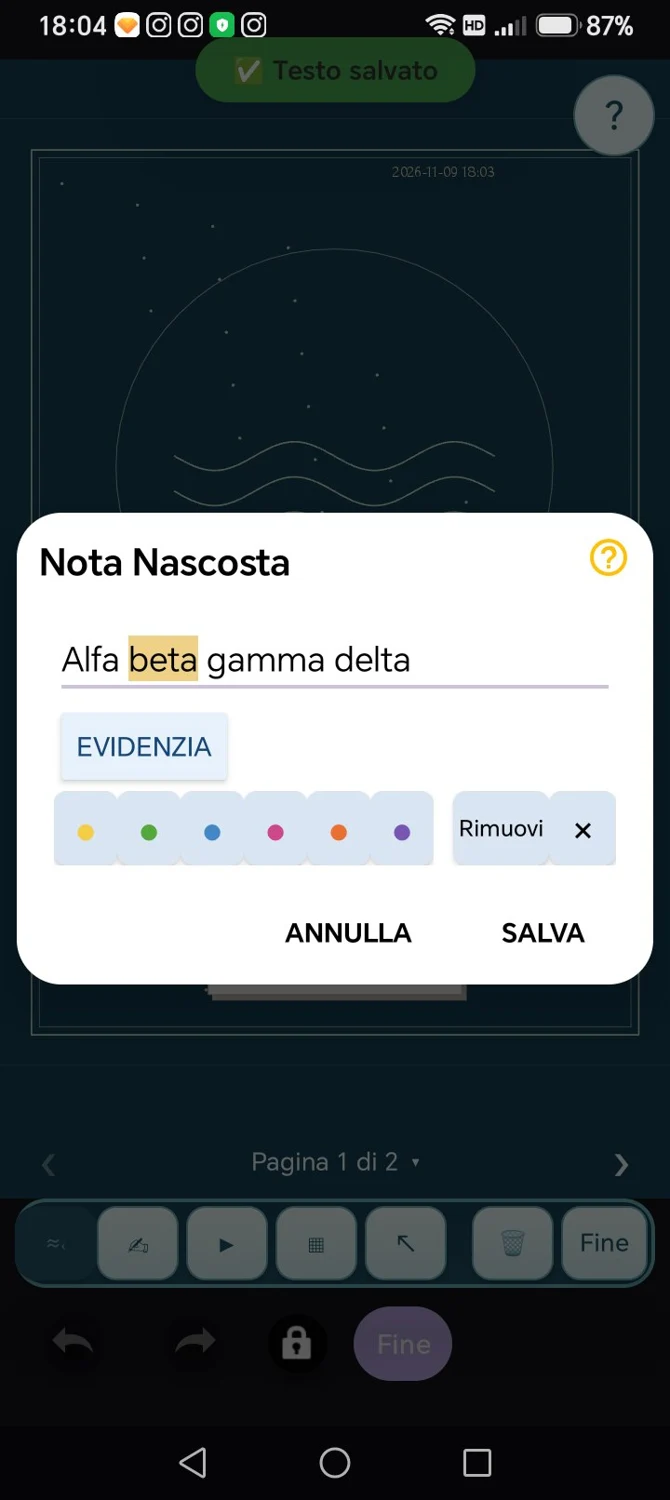 18:04 HD 87%
✅ Testo salvato
?
2026-11-09 18:03
Nota Nascosta
Alfa beta gamma delta
EVIDENZIA
Rimuovi ✕
ANNULLA SALVA
Pagina 1 di 2 ▾
Fine
Fine